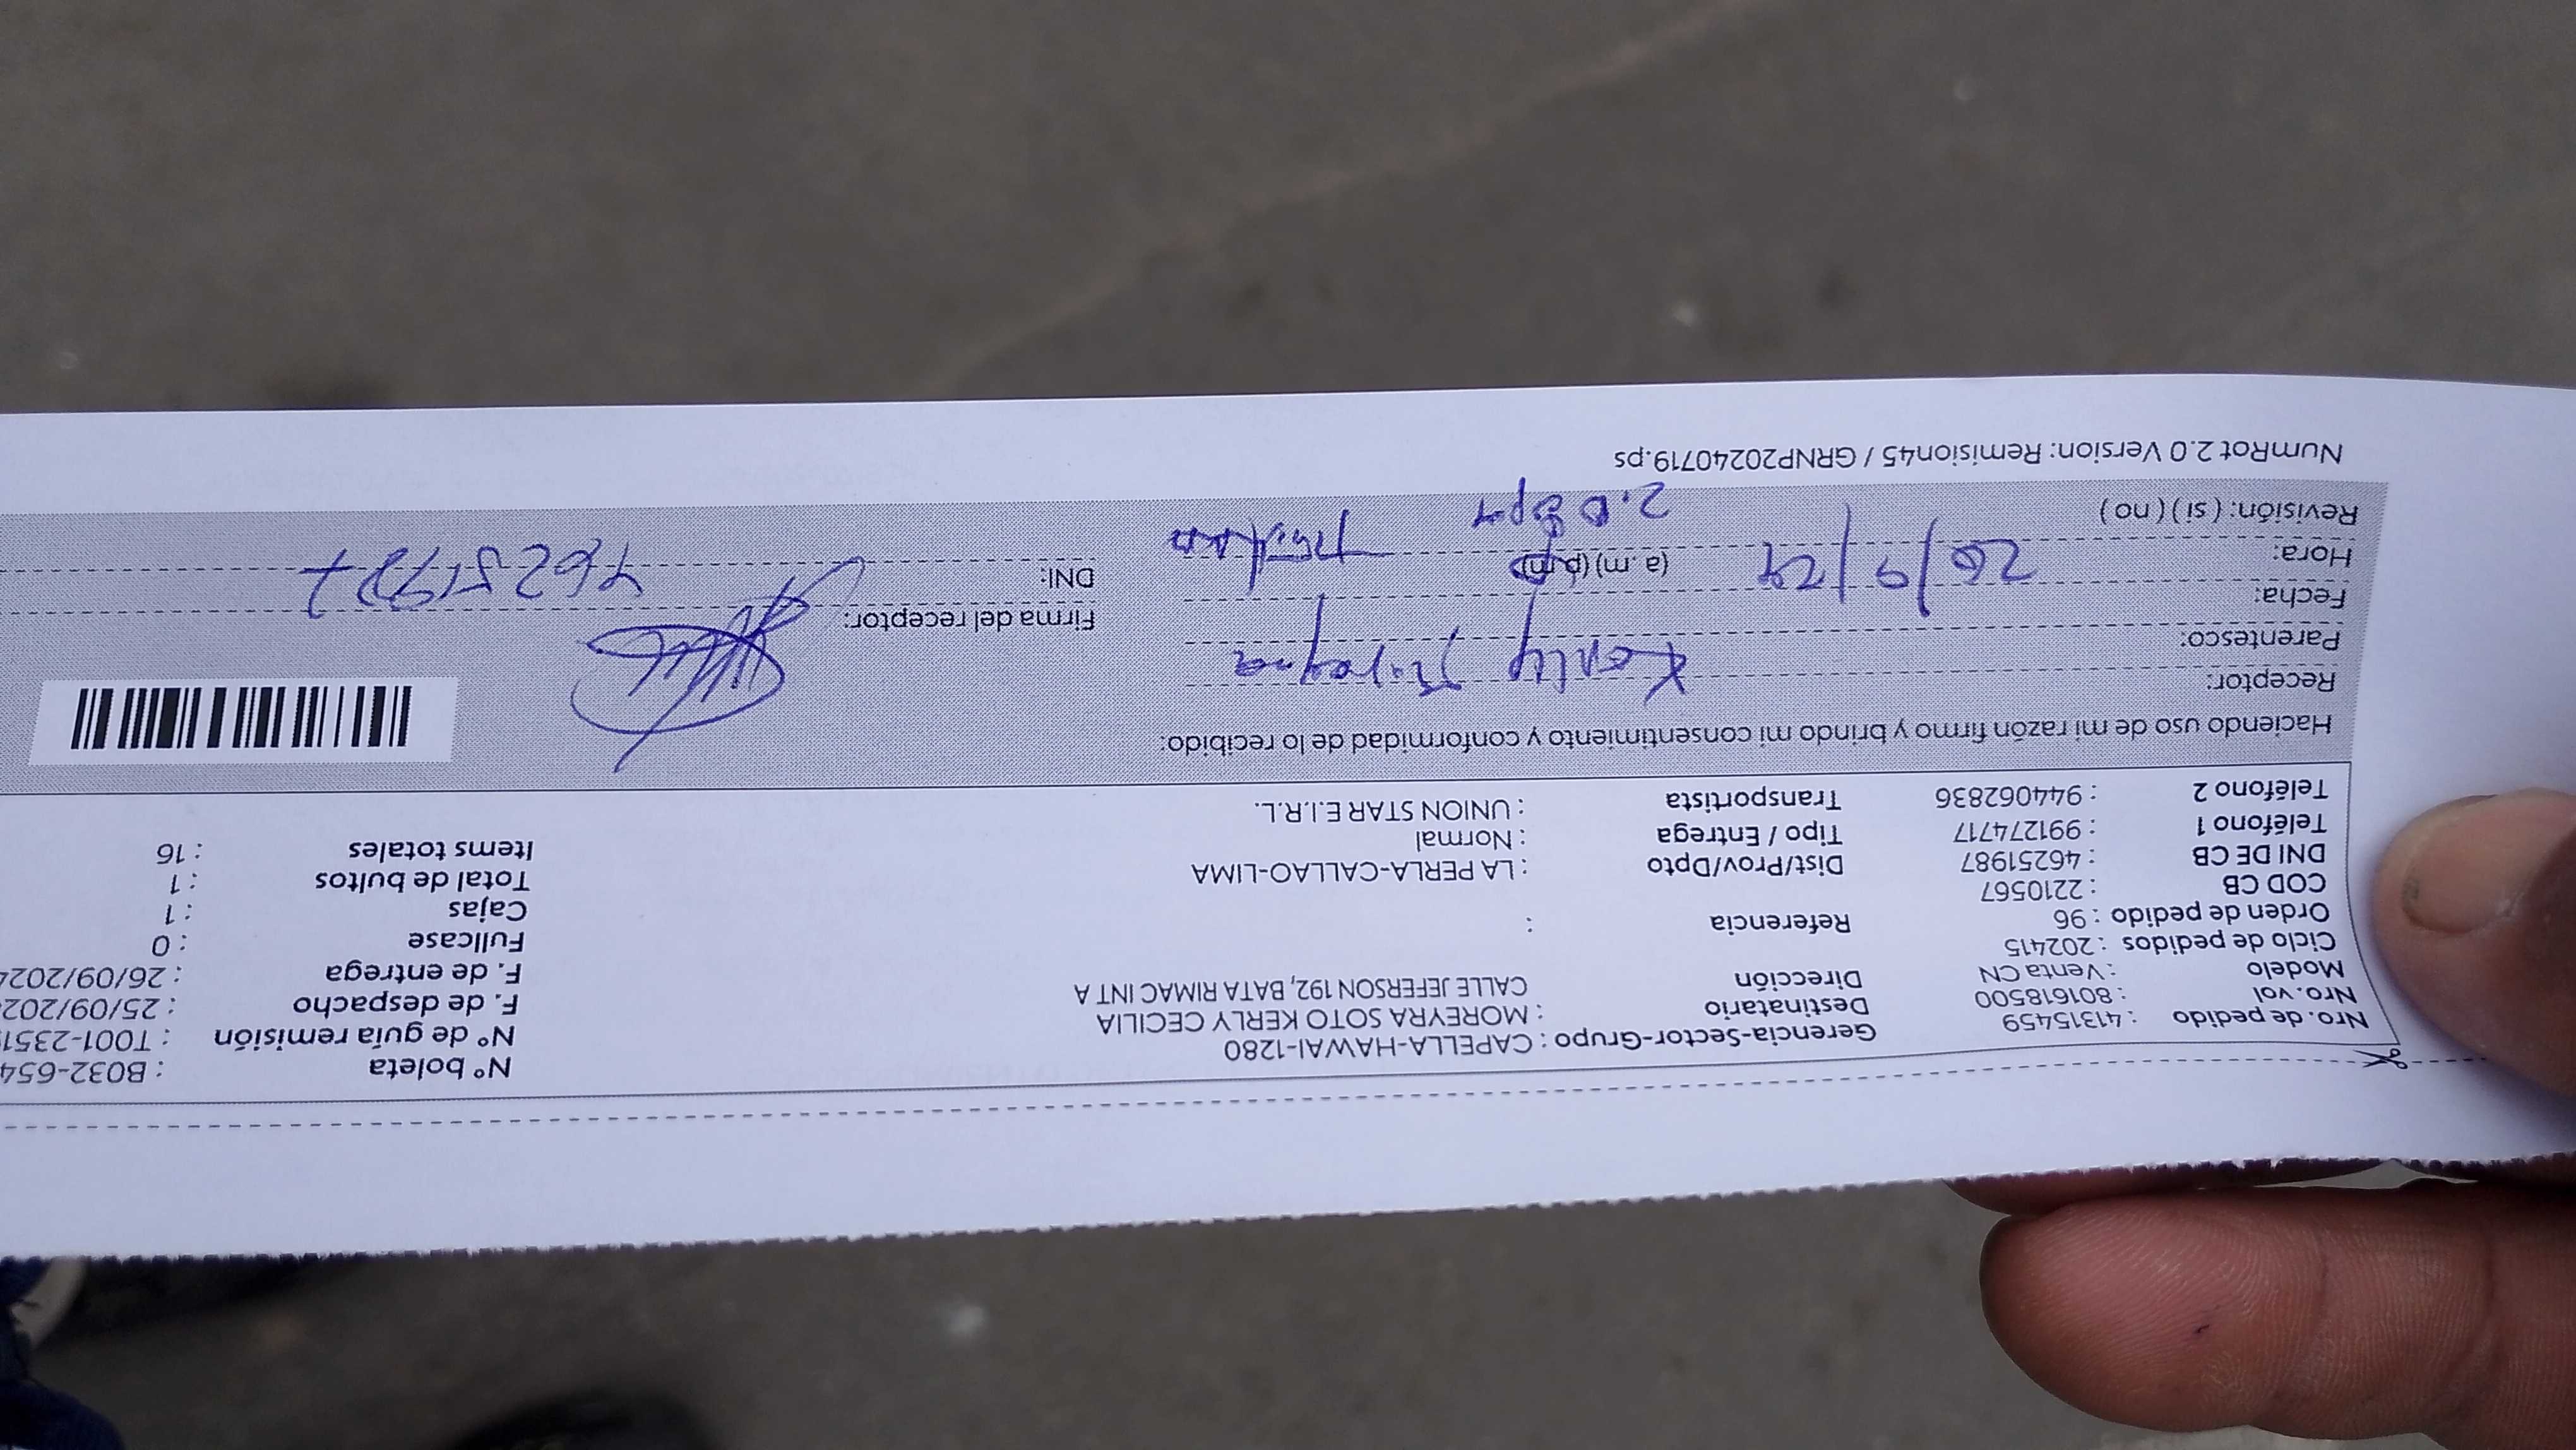 Nro. de pedido : 41315459 Gerencia-Sector-Grupo : CAPELLA-HAWAI-1280 N° boleta : B032-654
Nro.vol : 801618500 Destinatario : MOREYRA SOTO KERLY CECILIA N° de guía remisión : T001-2351
Modelo : Venta CN Dirección CALLE JEFERSON 192, BATA RIMAC INT A F. de despacho : 25/09/202
Ciclo de pedidos : 202415 F. de entrega : 26/09/2024
Orden de pedido : 96 Referencia : Fullcase : 0
COD CB : 2210567 Cajas : 1
DNI DE CB : 46251987 Dist/Prov/Dpto : LA PERLA-CALLAO-LIMA Total de bultos : 1
Teléfono 1 : 991274717 Tipo / Entrega : Normal Items totales : 16
Teléfono 2 : 944062836 Transportista : UNION STAR E.I.R.L.
Haciendo uso de mi razón firmo y brindo mi consentimiento y conformidad de lo recibido:
Receptor: Kerly Moreyra
Parentesco:
Fecha: 26/9/24 Firma del receptor:
Hora: (a.m) (p.m) DNI:
Revisión: ( si ) ( no )
NumRot 2.0 Version: Remision45 / GRNP20240719.ps